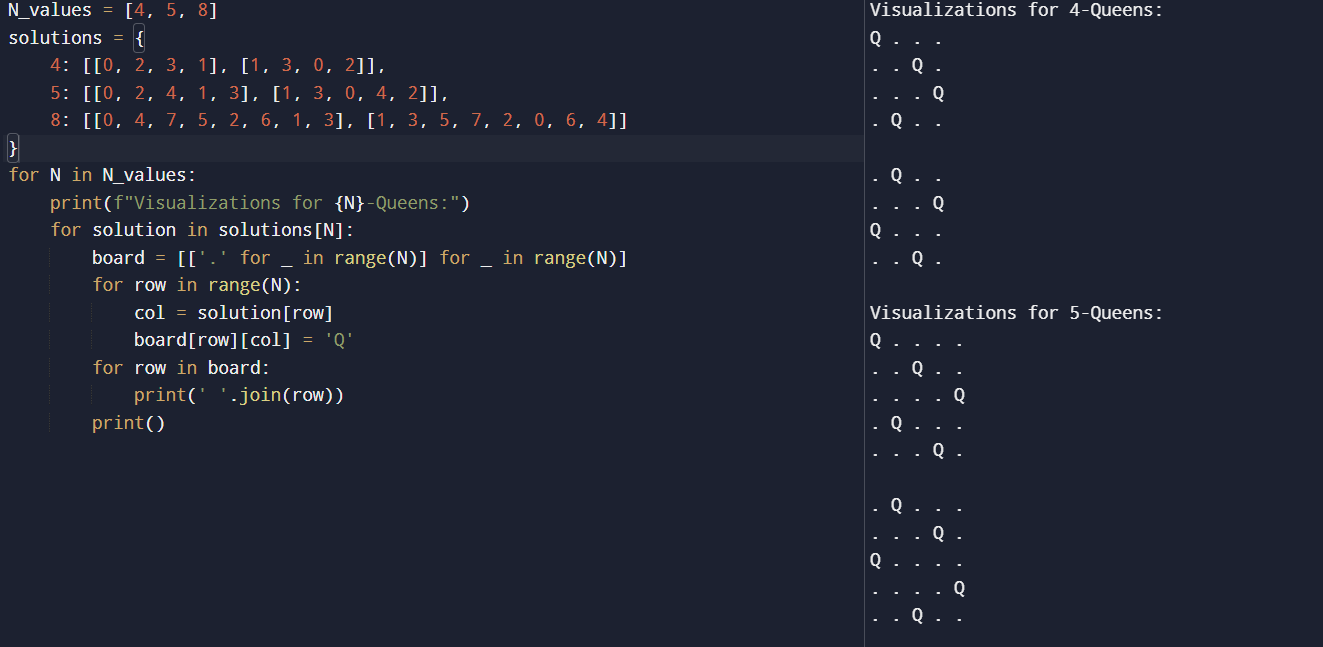 N_values = [4, 5, 8]
solutions = {
    4: [[0, 2, 3, 1], [1, 3, 0, 2]],
    5: [[0, 2, 4, 1, 3], [1, 3, 0, 4, 2]],
    8: [[0, 4, 7, 5, 2, 6, 1, 3], [1, 3, 5, 7, 2, 0, 6, 4]]
}
for N in N_values:
    print(f"Visualizations for {N}-Queens:")
    for solution in solutions[N]:
        board = [['.' for _ in range(N)] for _ in range(N)]
        for row in range(N):
            col = solution[row]
            board[row][col] = 'Q'
        for row in board:
            print(' '.join(row))
        print()
Visualizations for 4-Queens:
Q . . .
. . Q .
. . . Q
. Q . .

. Q . .
. . . Q
Q . . .
. . Q .

Visualizations for 5-Queens:
Q . . . .
. . Q . .
. . . . Q
. Q . . .
. . . Q .

. Q . . .
. . . Q .
Q . . . .
. . . . Q
. . Q . .